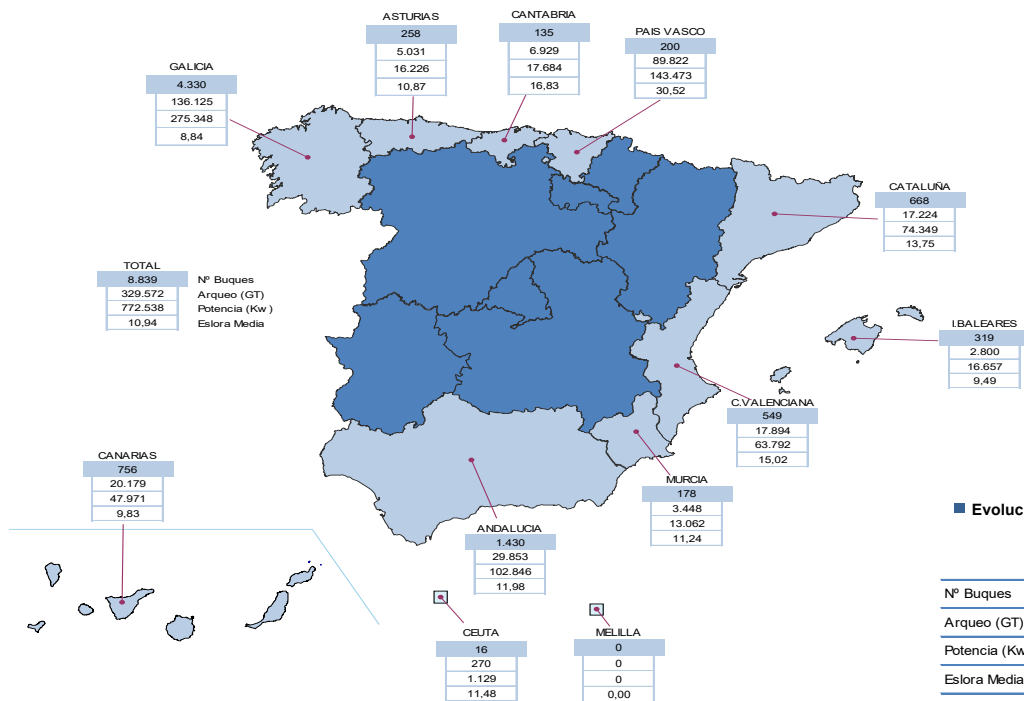 ASTURIAS
258
5.031
16.226
10,87
CANTABRIA
135
6.929
17.684
16,83
PAIS VASCO
200
89.822
143.473
30,52
GALICIA
4.330
136.125
275.348
8,84
CATALUÑA
668
17.224
74.349
13,75
TOTAL
8.839 Nº Buques
329.572 Arqueo (GT)
772.538 Potencia (Kw)
10,94 Eslora Media
I.BALEARES
319
2.800
16.657
9,49
C.VALENCIANA
549
17.894
63.792
15,02
CANARIAS
756
20.179
47.971
9,83
MURCIA
178
3.448
13.062
11,24
ANDALUCIA
1.430
29.853
102.846
11,98
CEUTA
16
270
1.129
11,48
MELILLA
0
0
0
0,00
Evoluc
Nº Buques
Arqueo (GT)
Potencia (Kw
Eslora Media